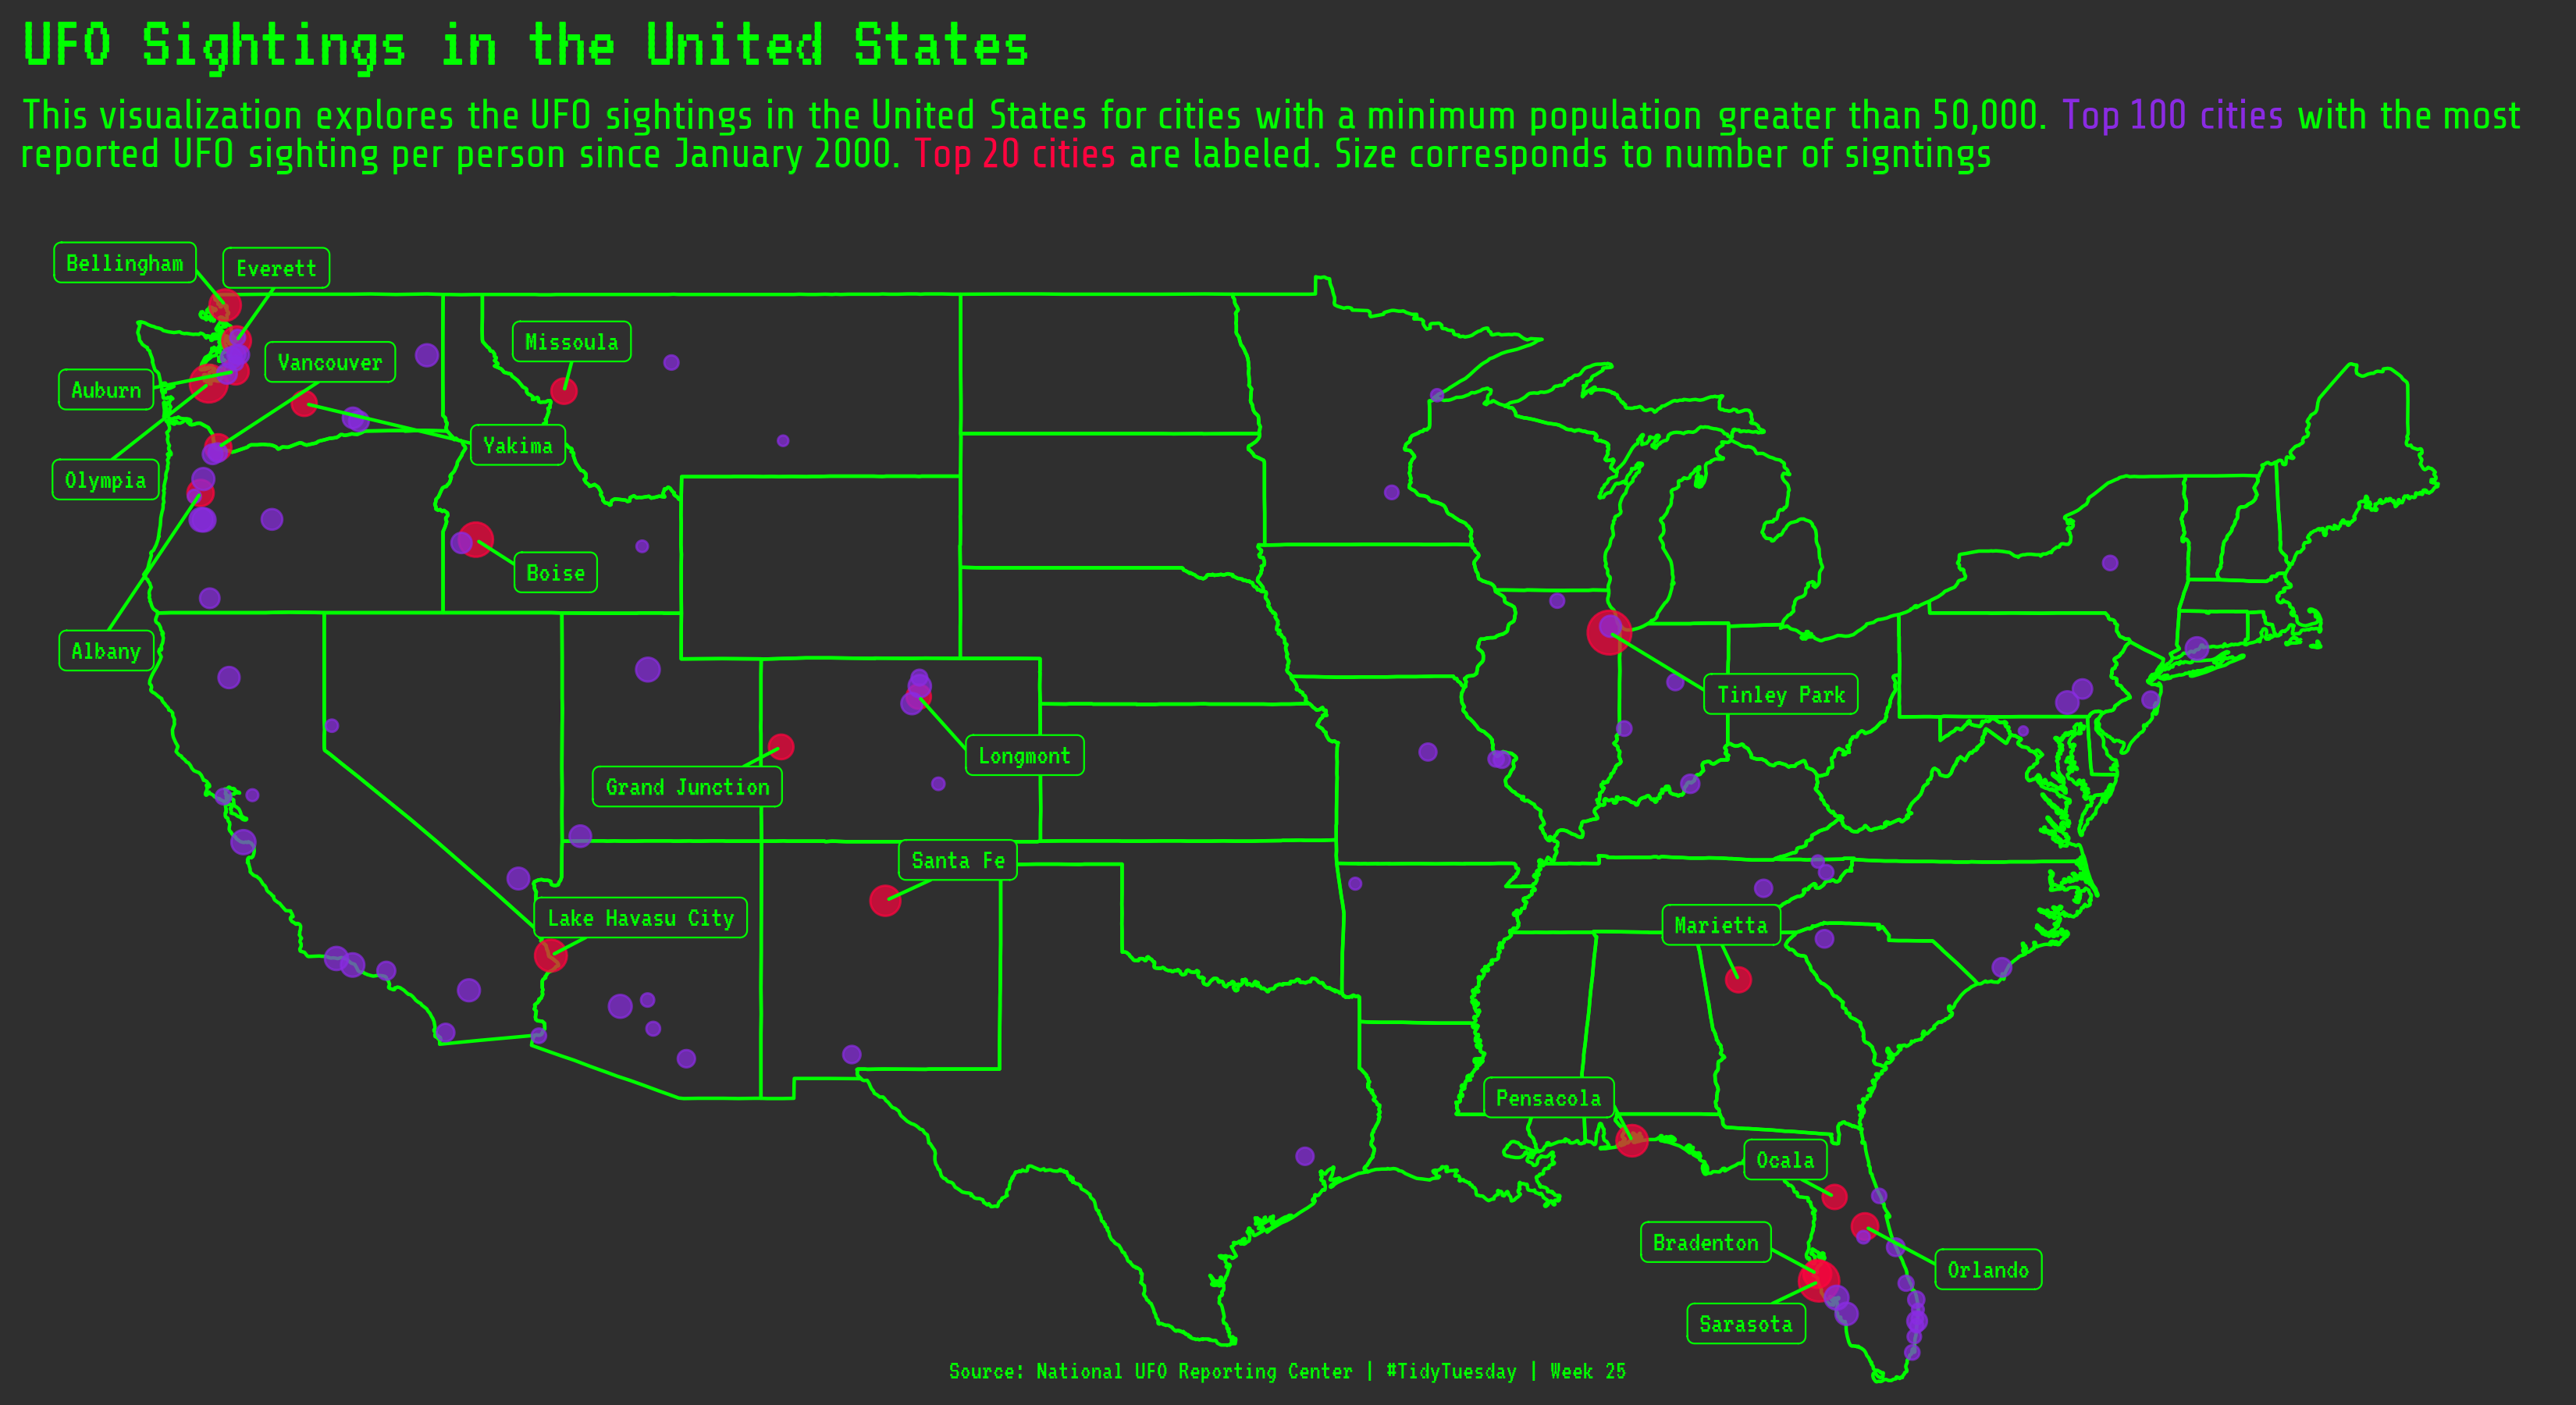 UFO Sightings in the United States
This visualization explores the UFO sightings in the United States for cities with a minimum population greater than 50,000. Top 100 cities with the most
reported UFO sighting per person since January 2000. Top 20 cities are labeled. Size corresponds to number of signtings
Bellingham
Everett
Missoula
Vancouver
Auburn
Yakima
Olympia
Boise
Albany
Tinley Park
Longmont
Grand Junction
Santa Fe
Lake Havasu City
Marietta
Pensacola
Ocala
Bradenton
Orlando
Sarasota
Source: National UFO Reporting Center | #TidyTuesday | Week 25